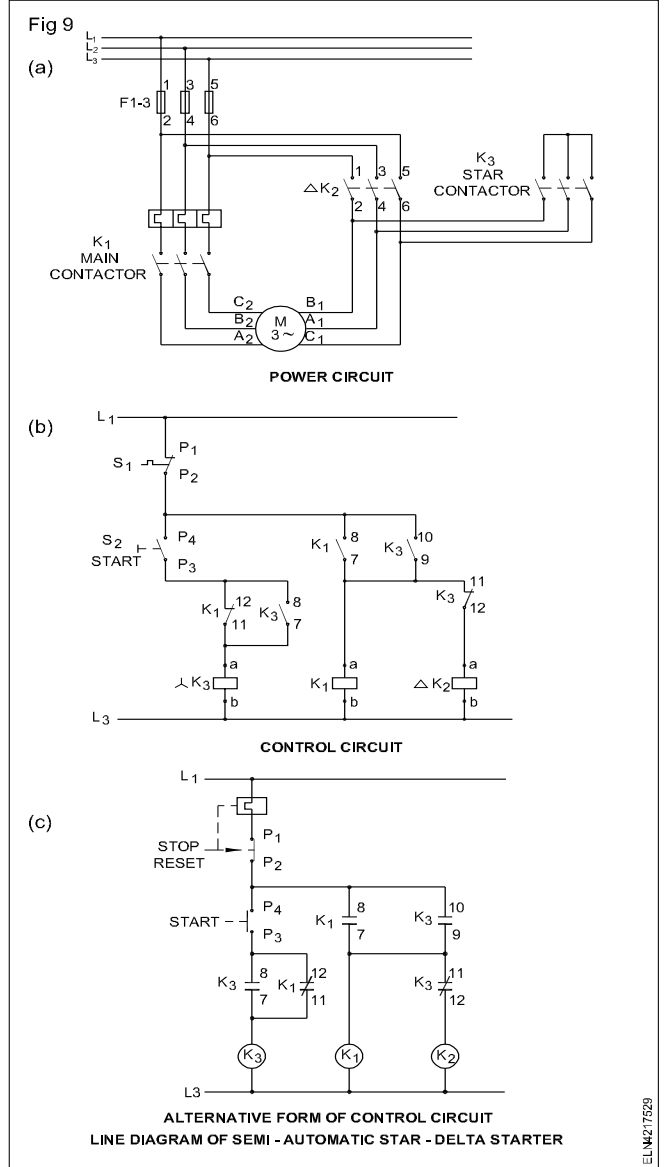 Fig 9
L1
L2
L3
(a)
1 3 5
F1-3
2 4 6
1 3 5
K3
STAR
CONTACTOR
△K2
2 4 6
K1
MAIN
CONTACTOR
C2 B1
B2 M A1
3~
A2 C1
POWER CIRCUIT
L1
(b)
P1
S1
P2
S2
START
P4
P3
K1 8
7
K3 10
9
K1 12
11
K3 8
7
K3 11
12
a a a
K3 K1 △ K2
b b b
L3
CONTROL CIRCUIT
L1
(c)
P1
STOP
RESET
P2
P4
START
P3
K1 8
7
K3 10
9
K3 8
7
K1 12
11
K3 11
12
K3 K1 K2
L3
ALTERNATIVE FORM OF CONTROL CIRCUIT
LINE DIAGRAM OF SEMI - AUTOMATIC STAR - DELTA STARTER
ELN4217529